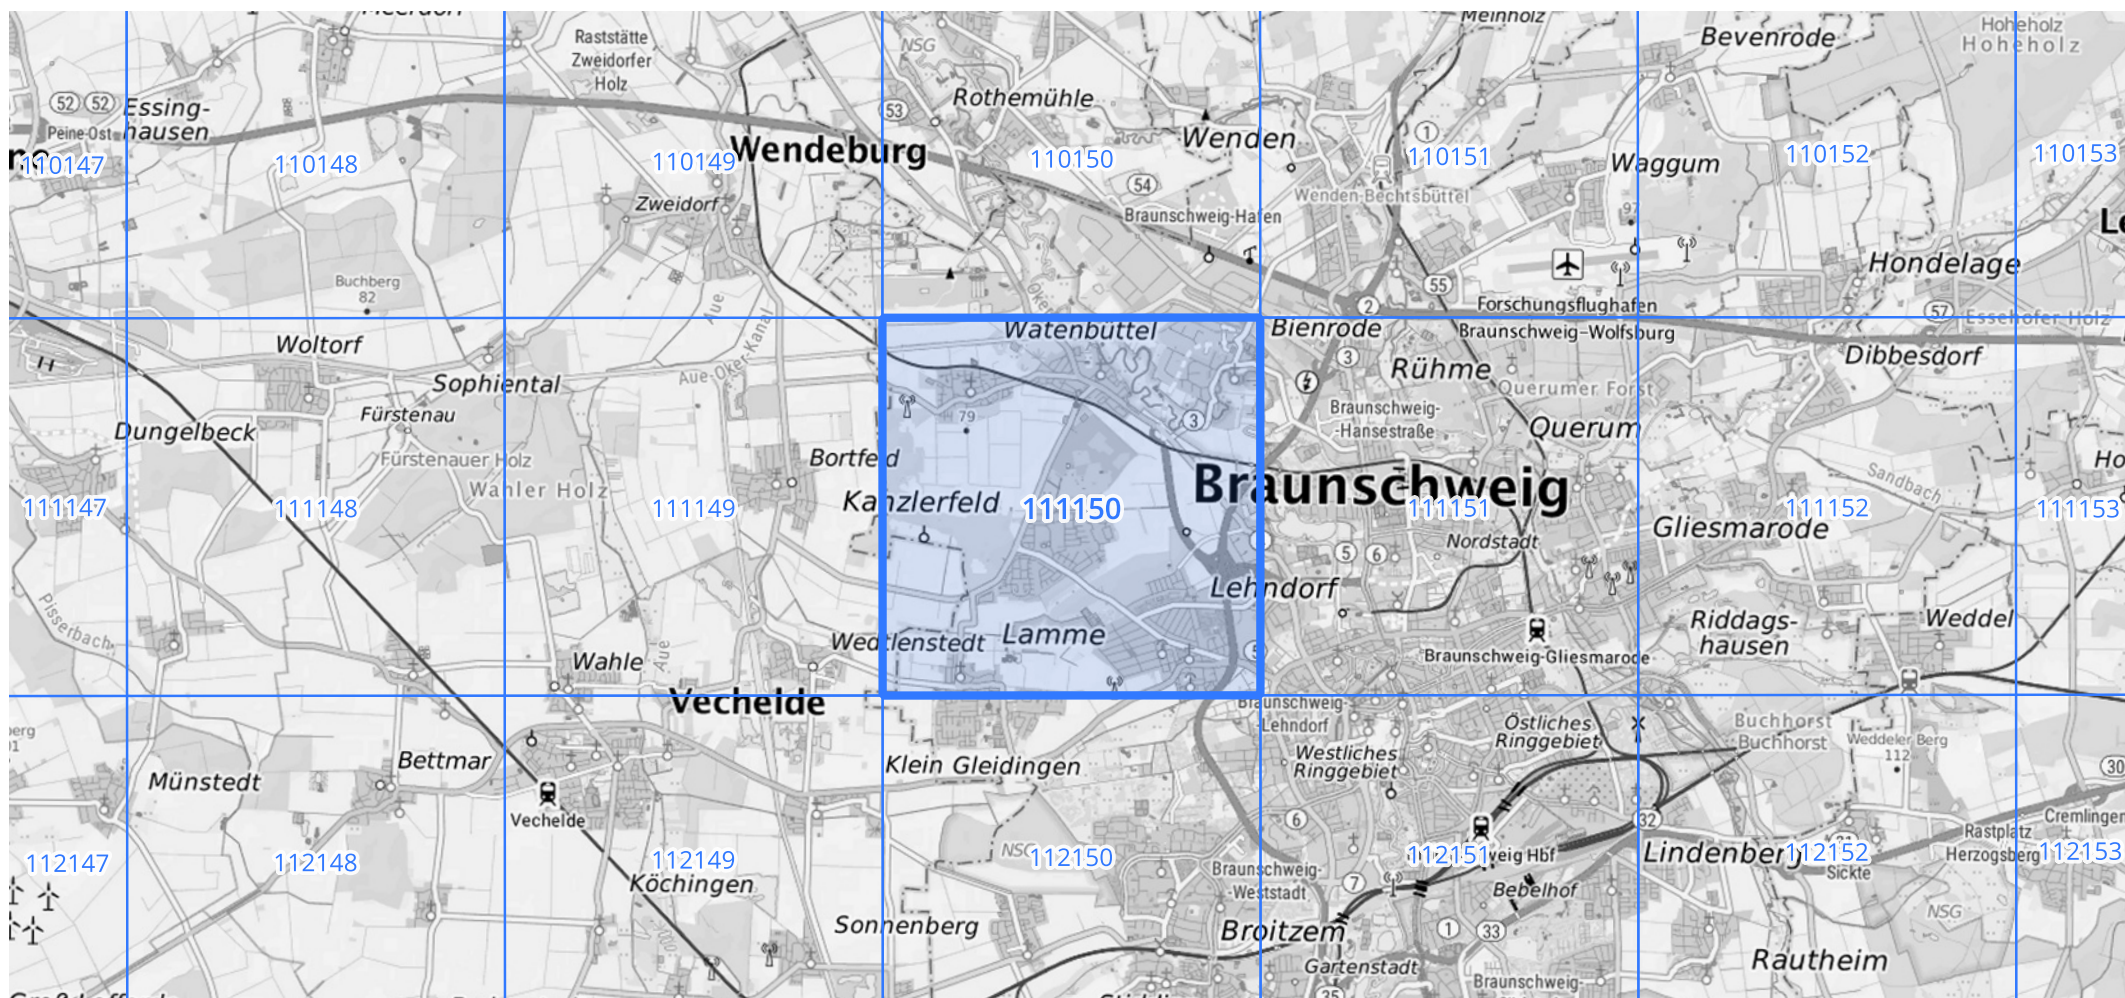 Meinholz
Hoheholz
Hoheholz
Bevenrode
Raststätte
Zweidorfer
Holz
NSG
52
52
Essing-
hausen
Peine-Ost
53
Rothemühle
Wenden
1
Waggum
Wendeburg
110147
110148
110149
110150
110151
110152
110153
54
Zweidorf
Braunschweig-Hafen
Wenden-Bechtsbüttel
97
Buchberg
82
Aue
Oker
55
Hondelage
2
Forschungsflughafen
Braunschweig-Wolfsburg
57
Essehofer Holz
Woltorf
Aue-Oker-Kanal
Watenbüttel
Bienrode
3
Rühme
Dibbesdorf
Sophiental
Querumer Forst
Fürstenau
79
3
Braunschweig-
-Hansestraße
Querum
Dungelbeck
Fürstenauer Holz
Bortfeld
Wahler Holz
Kanzlerfeld
Braunschweig
Sandbach
111147
111148
111149
111150
111151
111152
111153
Gliesmarode
Nordstadt
5
6
Lehndorf
Pisserbach
Riddags-
hausen
Weddel
Wedtlenstedt
Lamme
5
Wahle
Aue
Braunschweig-Gliesmarode
Vechelde
Braunschweig-
-Lehndorf
Östliches
Ringgebiet
Buchhorst
Buchhorst
Weddeler Berg
112
Westliches
Ringgebiet
Bettmar
Klein Gleidingen
Münstedt
30
Vechelde
6
32
Cremlingen
Rastplatz
Herzogsberg
112147
112148
112149
NSG
112150
112151
112152
112153
Lindenberg
Sickte
Braunschweig-
-Weststadt
7
Köchingen
Bebelhof
NSG
Sonnenberg
Broitzem
1
33
Gartenstadt
Rautheim
Braunschweig-
35